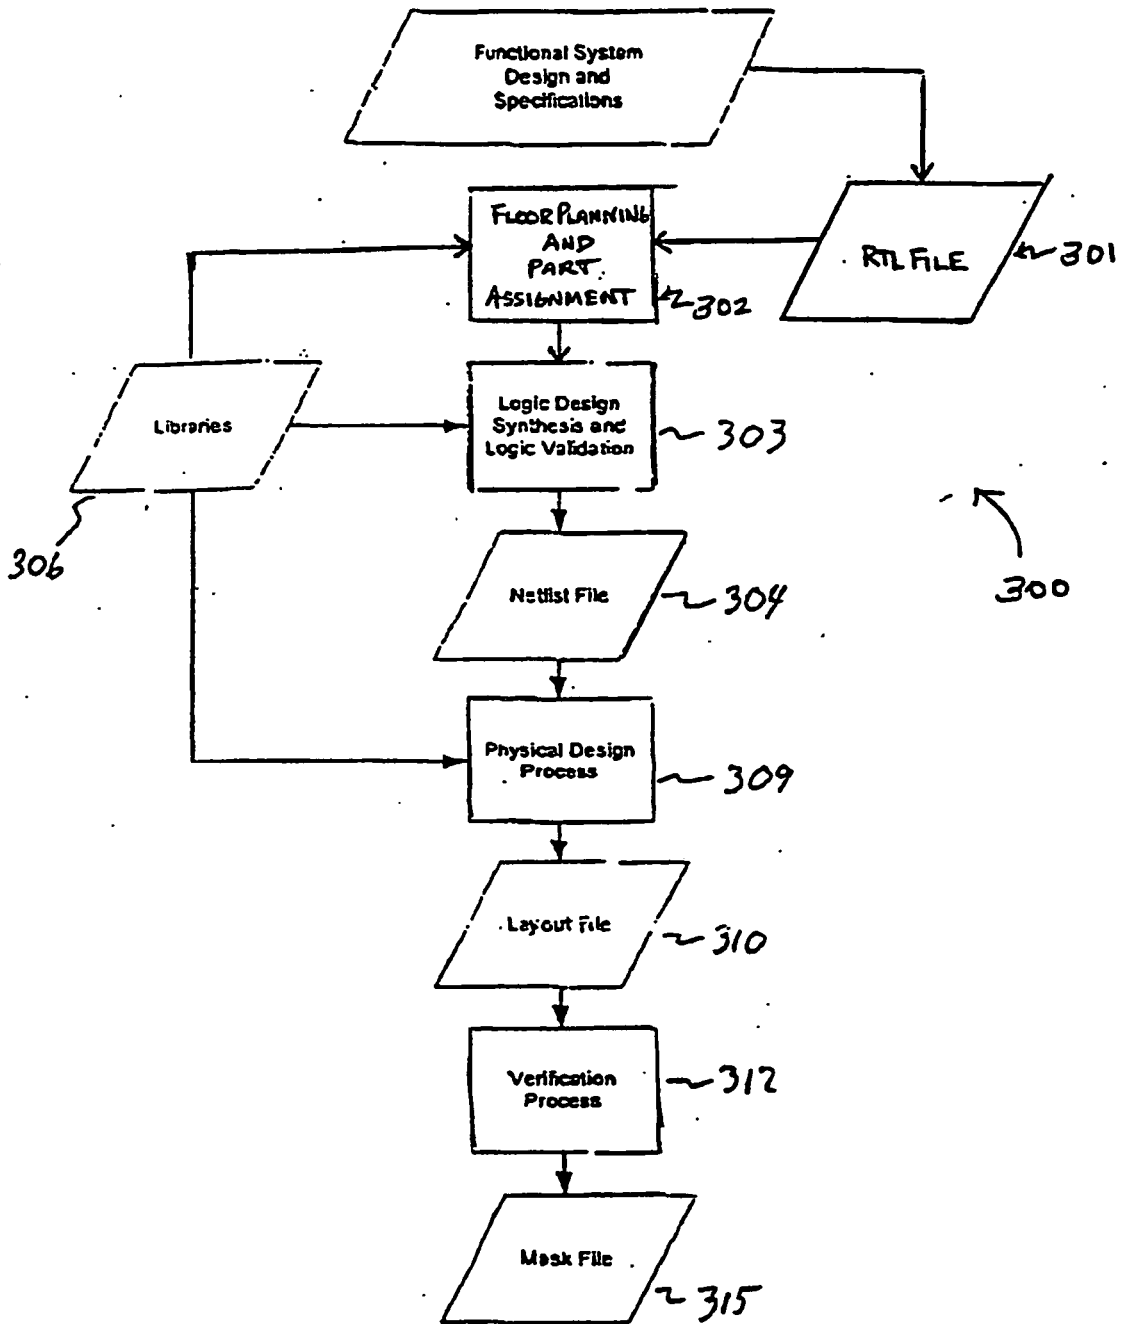 Functional System
Design and
Specifications
FLOOR PLANNING
AND
PART
ASSIGNMENT
302
RTL FILE
301
Libraries
306
Logic Design
Synthesis and
Logic Validation
303
300
Netlist File
304
Physical Design
Process
309
Layout File
310
Verification
Process
312
Mask File
315